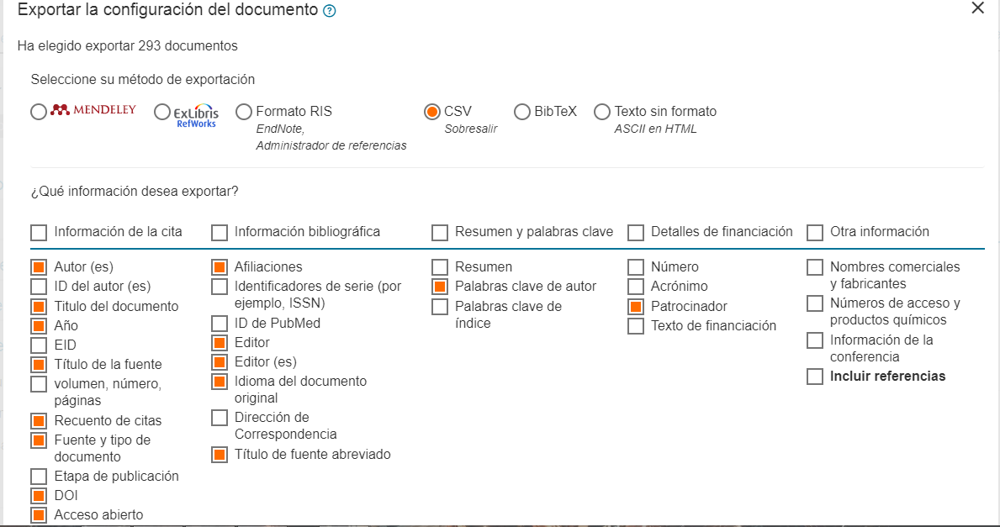 Exportar la configuración del documento ?
Ha elegido exportar 293 documentos
Seleccione su método de exportación
MENDELEY
ExLibris
RefWorks
Formato RIS
EndNote,
Administrador de referencias
CSV
Sobresalir
BibTeX
Texto sin formato
ASCII en HTML
¿Qué información desea exportar?
Información de la cita
Autor (es)
ID del autor (es)
Titulo del documento
Año
EID
Título de la fuente
volumen, número,
páginas
Recuento de citas
Fuente y tipo de
documento
Etapa de publicación
DOI
Acceso abierto
Información bibliográfica
Afiliaciones
Identificadores de serie (por
ejemplo, ISSN)
ID de PubMed
Editor
Editor (es)
Idioma del documento
original
Dirección de
Correspondencia
Título de fuente abreviado
Resumen y palabras clave
Resumen
Palabras clave de autor
Palabras clave de
índice
Detalles de financiación
Número
Acrónimo
Patrocinador
Texto de financiación
Otra información
Nombres comerciales
y fabricantes
Números de acceso y
productos químicos
Información de la
conferencia
Incluir referencias